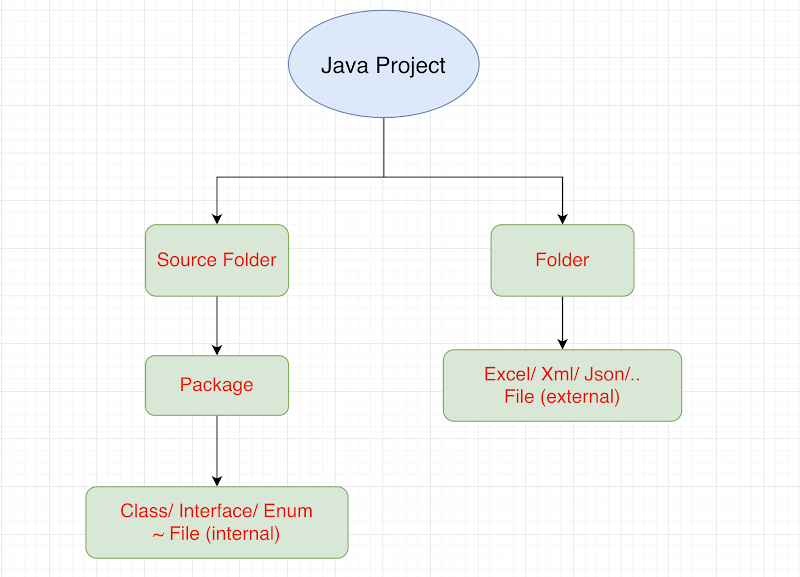 Java Project
Source Folder
Folder
Package
Excel/ Xml/ Json/..
File (external)
Class/ Interface/ Enum
~ File (internal)